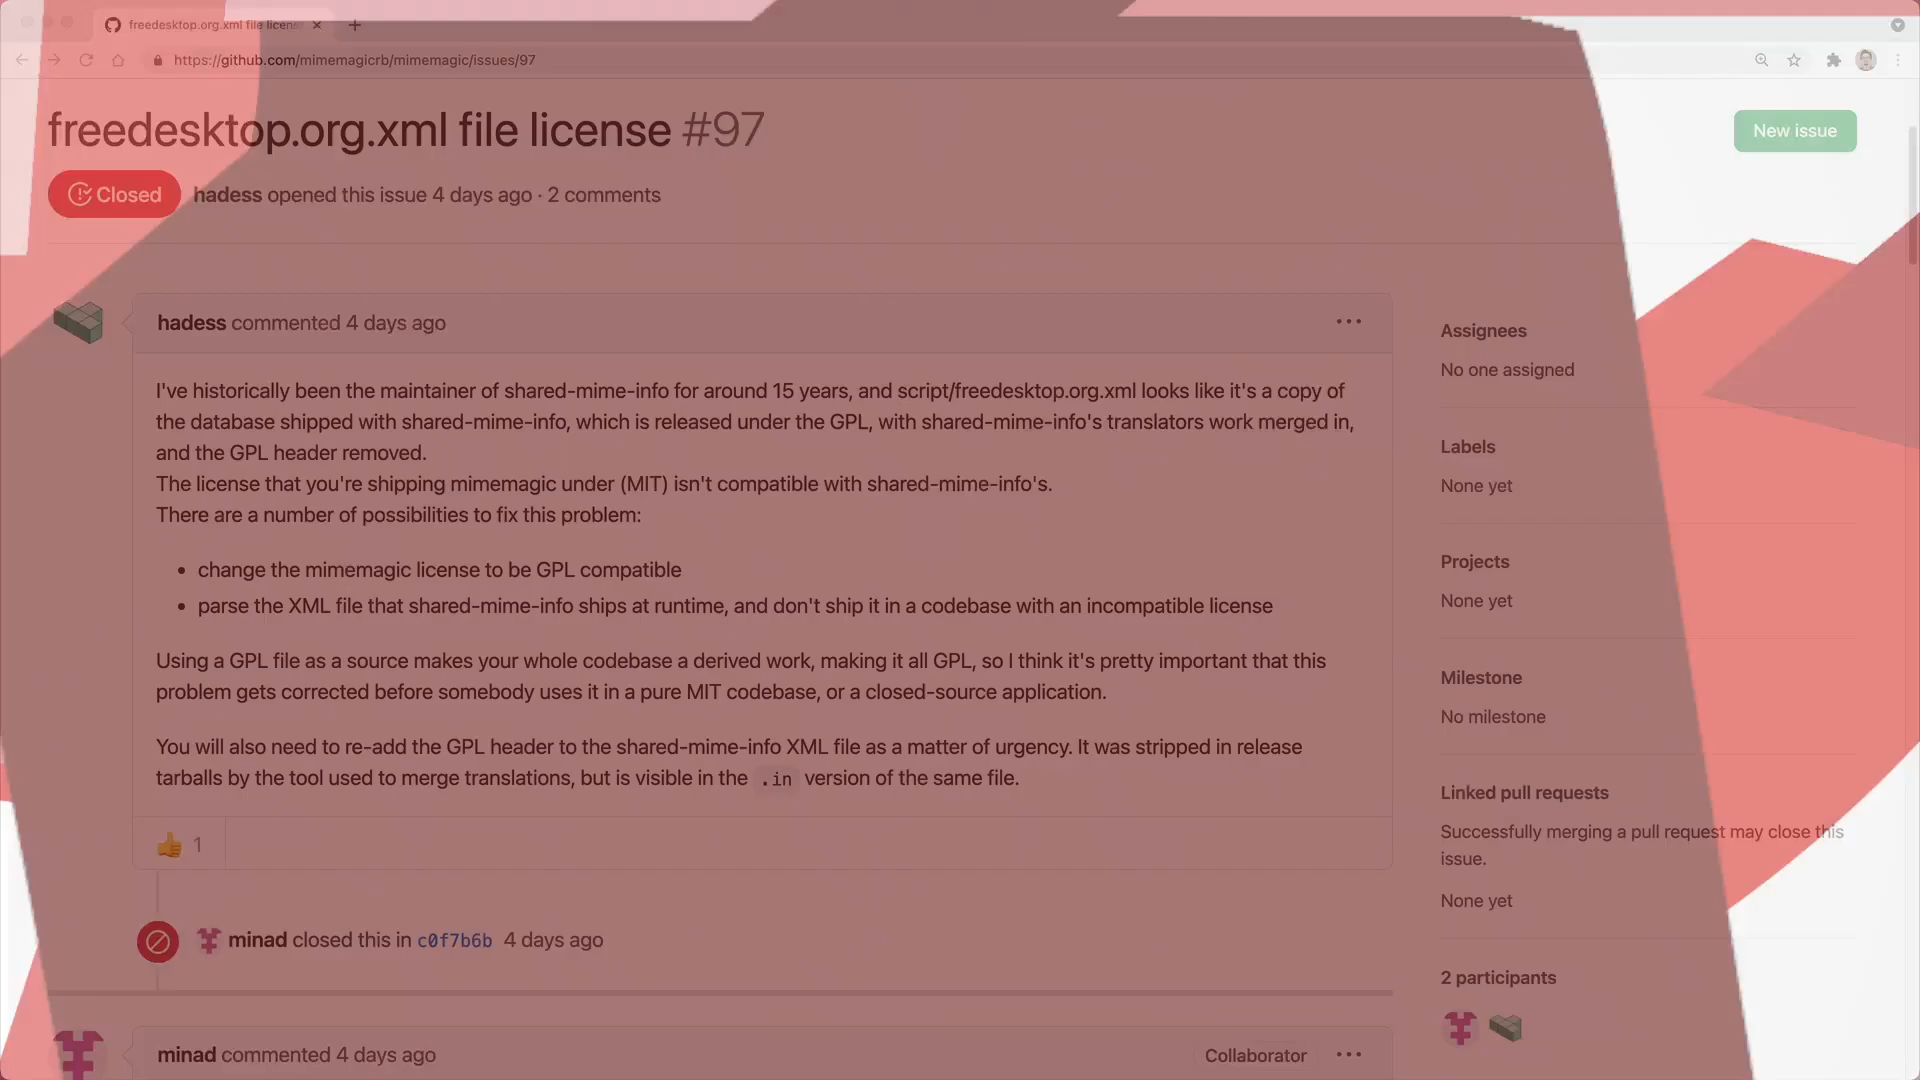 freedesktop.org.xml file licens
https://github.com/mimemagicrb/mimemagic/issues/97
freedesktop.org.xml file license #97
New issue
Closed hadess opened this issue 4 days ago · 2 comments
hadess commented 4 days ago
I've historically been the maintainer of shared-mime-info for around 15 years, and script/freedesktop.org.xml looks like it's a copy of
the database shipped with shared-mime-info, which is released under the GPL, with shared-mime-info's translators work merged in,
and the GPL header removed.
The license that you're shipping mimemagic under (MIT) isn't compatible with shared-mime-info's.
There are a number of possibilities to fix this problem:
• change the mimemagic license to be GPL compatible
• parse the XML file that shared-mime-info ships at runtime, and don't ship it in a codebase with an incompatible license
Using a GPL file as a source makes your whole codebase a derived work, making it all GPL, so I think it's pretty important that this
problem gets corrected before somebody uses it in a pure MIT codebase, or a closed-source application.
You will also need to re-add the GPL header to the shared-mime-info XML file as a matter of urgency. It was stripped in release
tarballs by the tool used to merge translations, but is visible in the .in version of the same file.
👍 1
minad closed this in c0f7b6b 4 days ago
minad commented 4 days ago
Collaborator
Assignees
No one assigned
Labels
None yet
Projects
None yet
Milestone
No milestone
Linked pull requests
Successfully merging a pull request may close this
issue.
None yet
2 participants